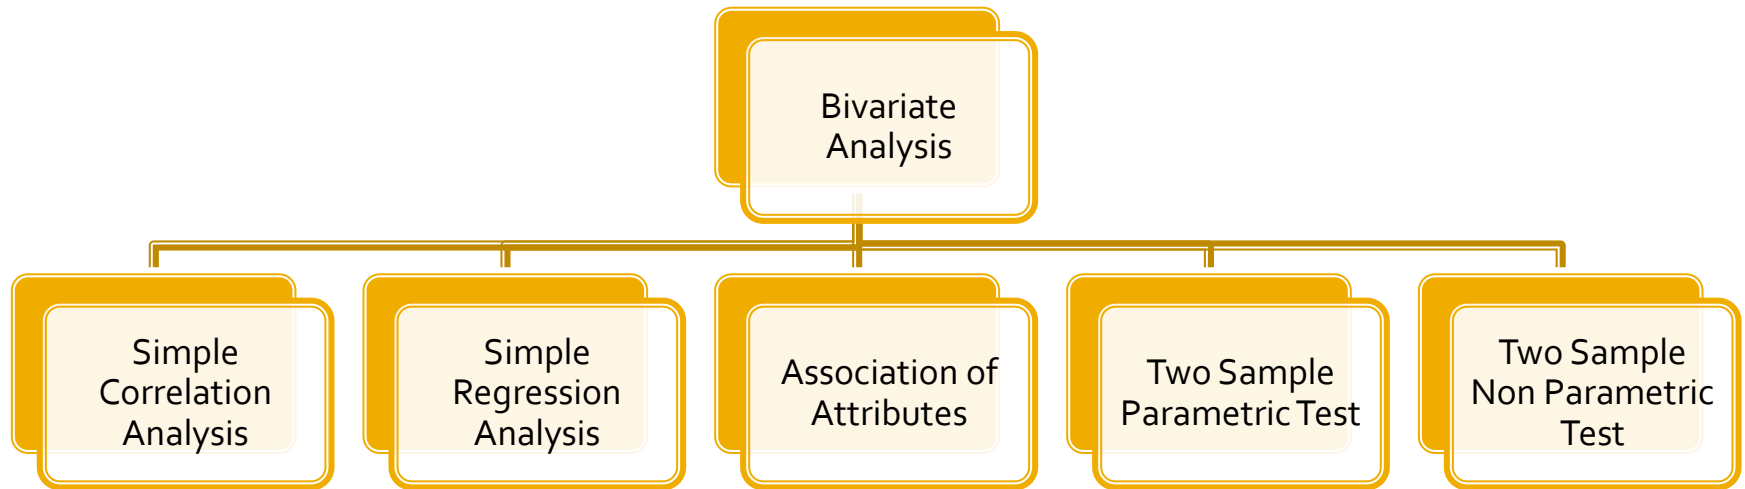 Bivariate
Analysis
Simple
Correlation
Analysis
Simple
Regression
Analysis
Association of
Attributes
Two Sample
Parametric Test
Two Sample
Non Parametric
Test